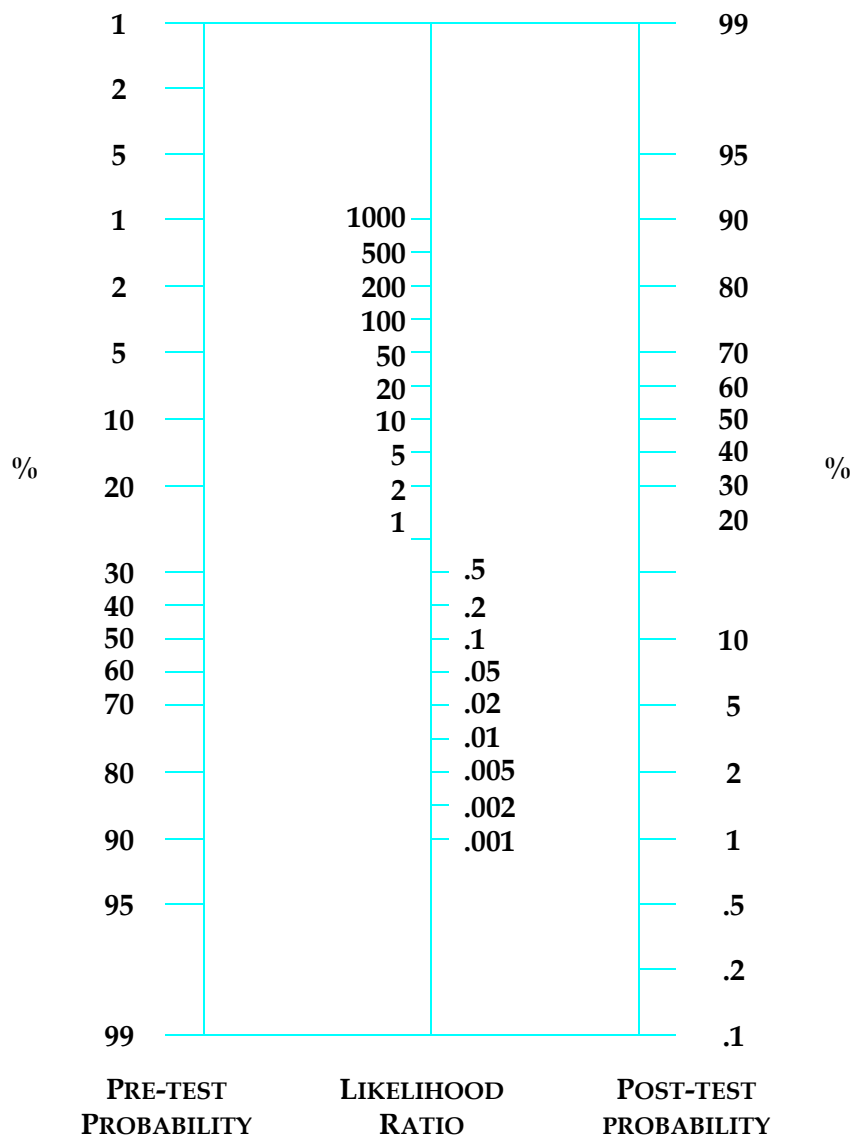 1 99
2
5 95
1 1000 90
500
200
2 80
100
5 50 70
20 60
10 10 50
5 40
% %
20 2 30
1 20
30 .5
40 .2
50 .1 10
60 .05
70 .02 5
.01
80 .005 2
.002
90 .001 1
95 .5
.2
99 .1
PRE-TEST LIKELIHOOD POST-TEST
PROBABILITY RATIO PROBABILITY